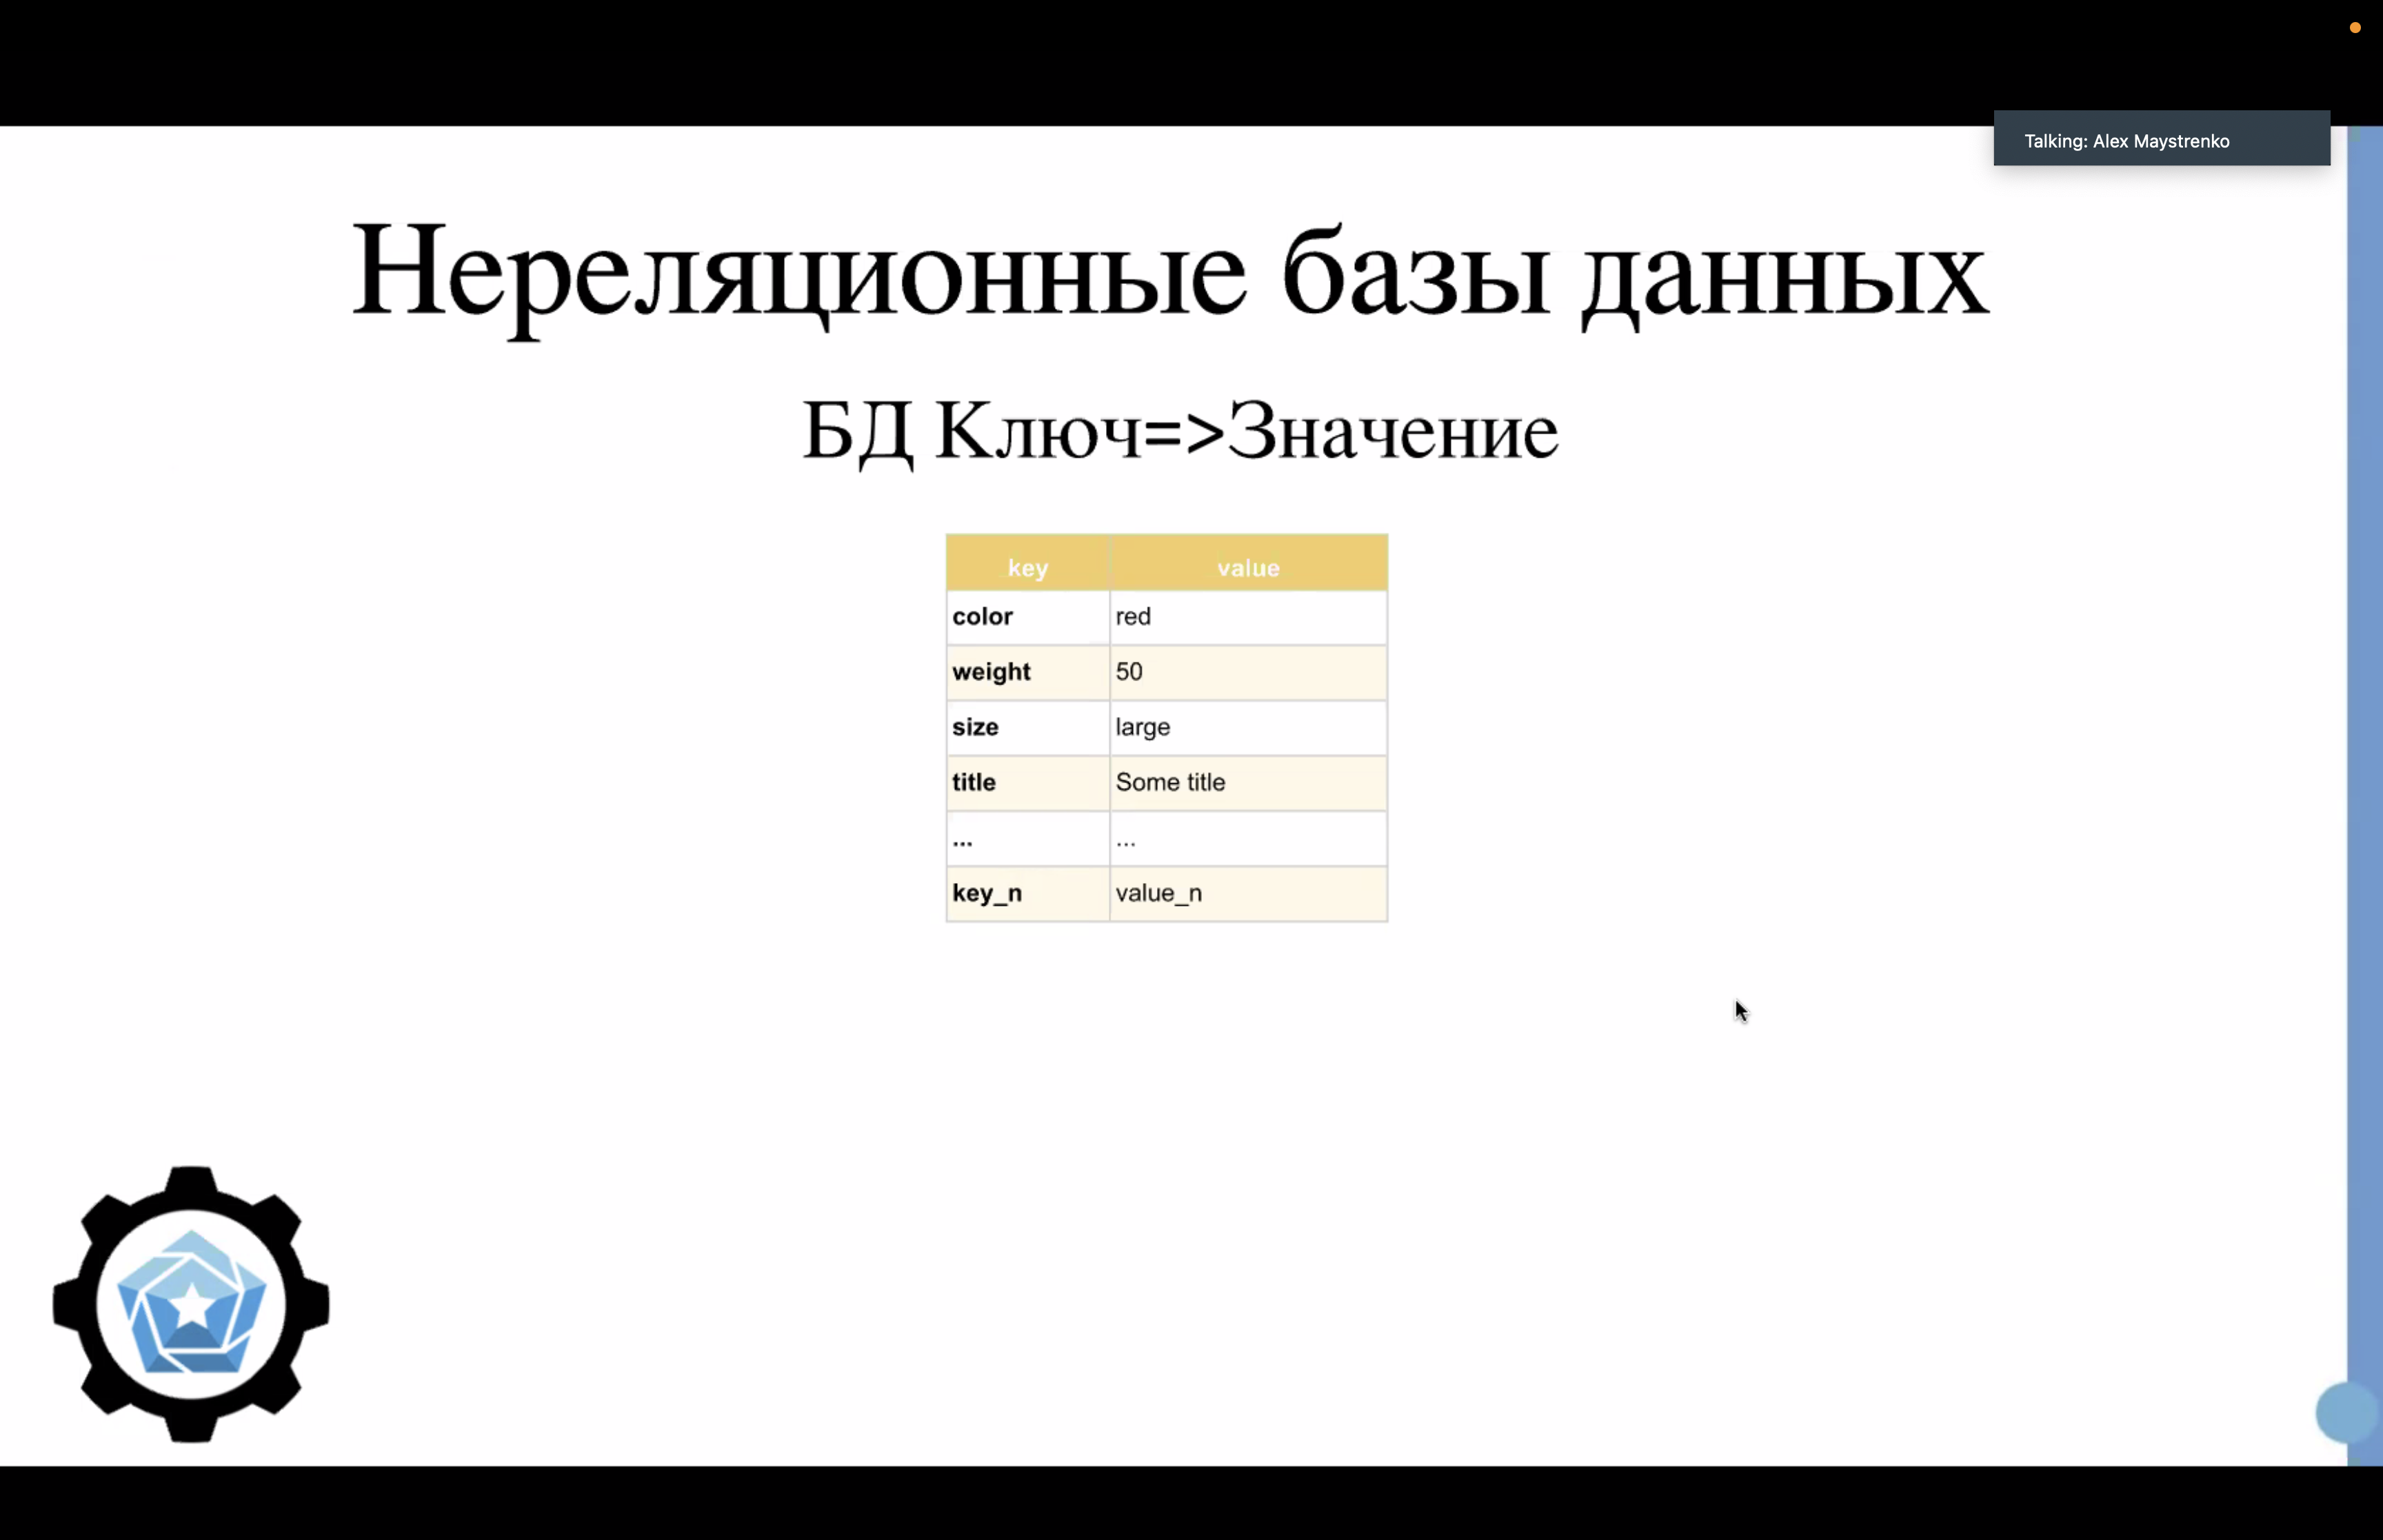 Talking: Alex Maystrenko
Нереляционные базы данных
БД Ключ=>Значение
key value
color red
weight 50
size large
title Some title
... ...
key_n value_n